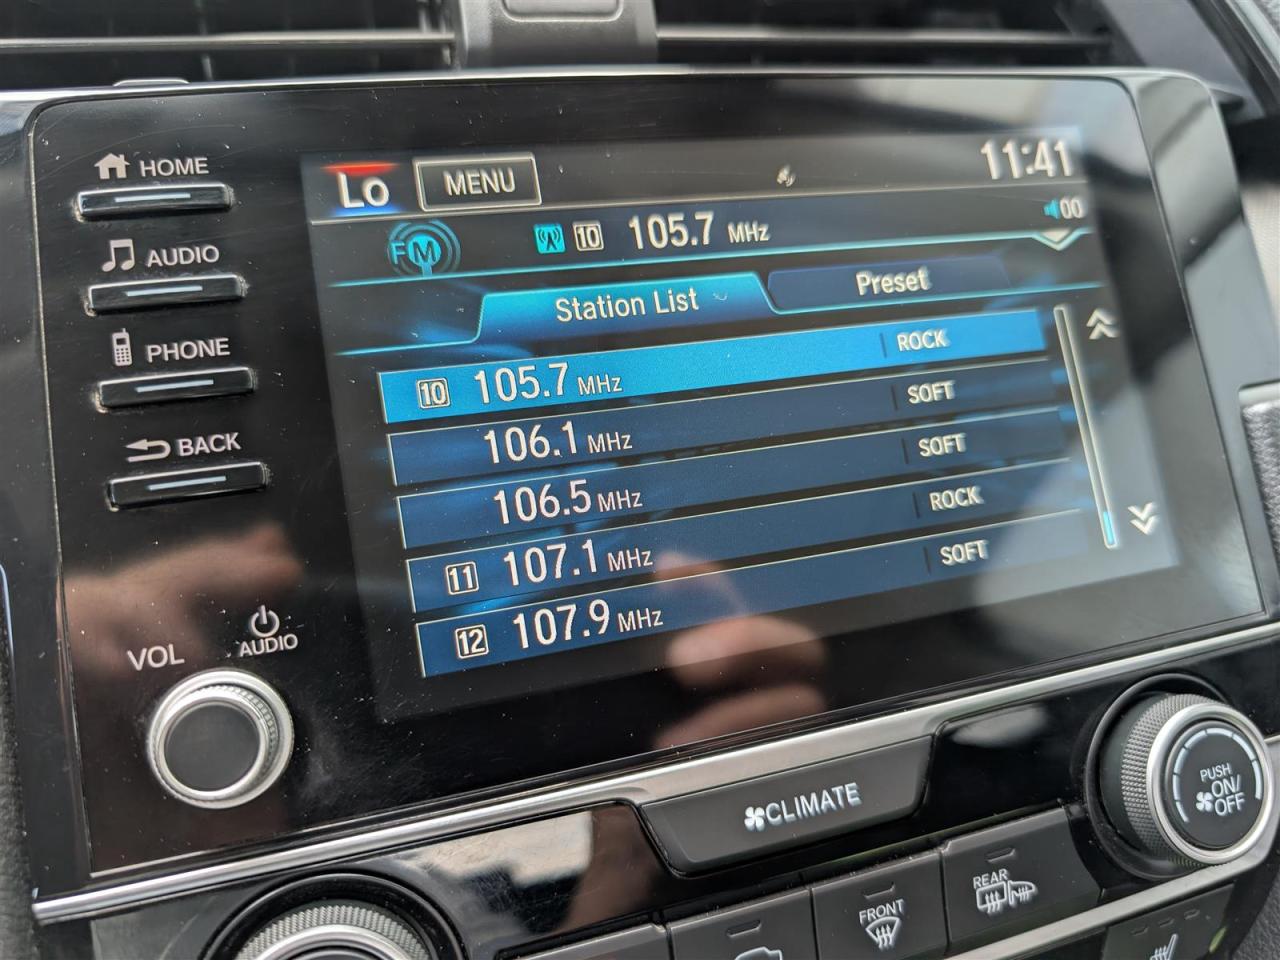 HOME
AUDIO
PHONE
BACK
VOL
AUDIO
Lo
MENU
11:41
FM
10 105.7 MHz
00
Station List
Preset
10 105.7 MHz ROCK
106.1 MHz SOFT
106.5 MHz SOFT
11 107.1 MHz ROCK
12 107.9 MHz SOFT
CLIMATE
PUSH
ON/
OFF
FRONT
REAR